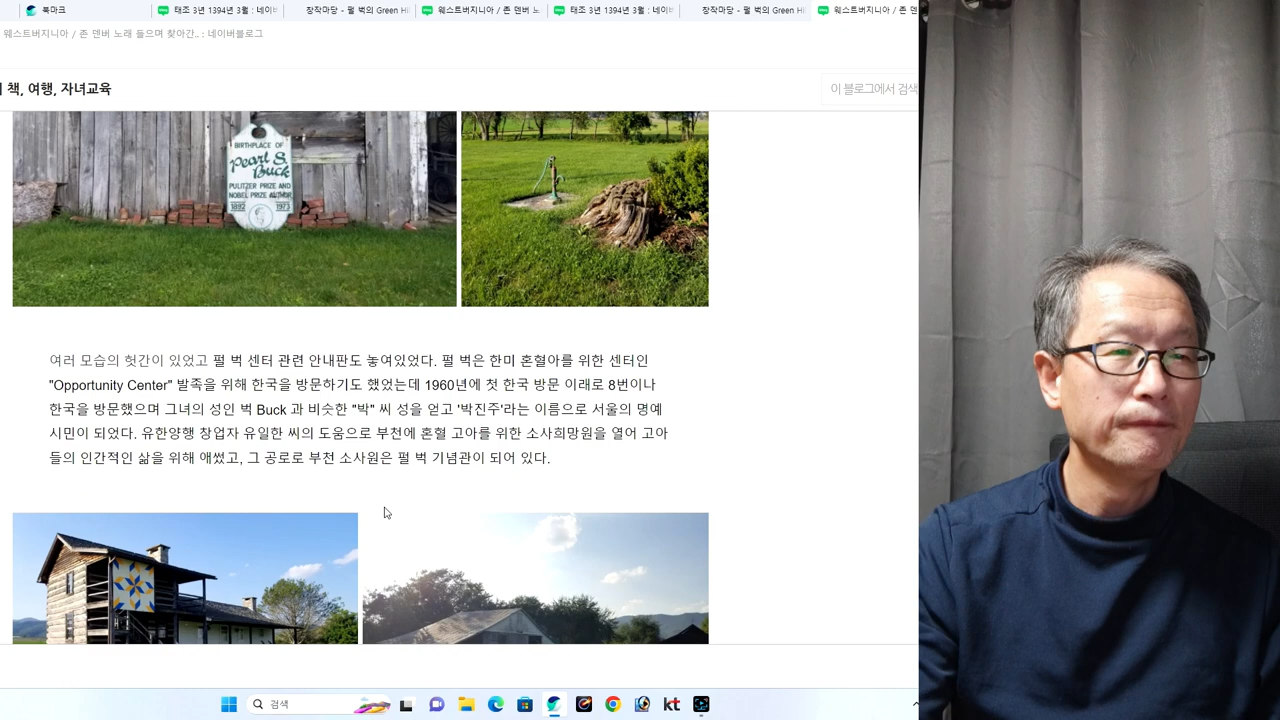 북마크
태조 3년 1394년 3월 : 네이버
창작마당 - 펄 벅의 Green Hi
웨스트버지니아 / 존 덴버 노
태조 3년 1394년 3월 : 네이버
창작마당 - 펄 벅의 Green Hi
웨스트버지니아 / 존 덴
웨스트버지니아 / 존 덴버 노래 들으며 찾아간.. : 네이버블로그
책, 여행, 자녀교육
이 블로그에서 검색
BIRTHPLACE OF
Pearl S.
Buck
PULITZER PRIZE AND
NOBEL PRIZE AUTHOR
1892 1973
여러 모습의 헛간이 있었고 펄 벅 센터 관련 안내판도 놓여있었다. 펄 벅은 한미 혼혈아를 위한 센터인
"Opportunity Center" 발족을 위해 한국을 방문하기도 했었는데 1960년에 첫 한국 방문 이래로 8번이나
한국을 방문했으며 그녀의 성인 벅 Buck 과 비슷한 "박" 씨 성을 얻고 '박진주'라는 이름으로 서울의 명예
시민이 되었다. 유한양행 창업자 유일한 씨의 도움으로 부천에 혼혈 고아를 위한 소사희망원을 열어 고아
들의 인간적인 삶을 위해 애썼고, 그 공로로 부천 소사원은 펄 벅 기념관이 되어 있다.
검색
kt